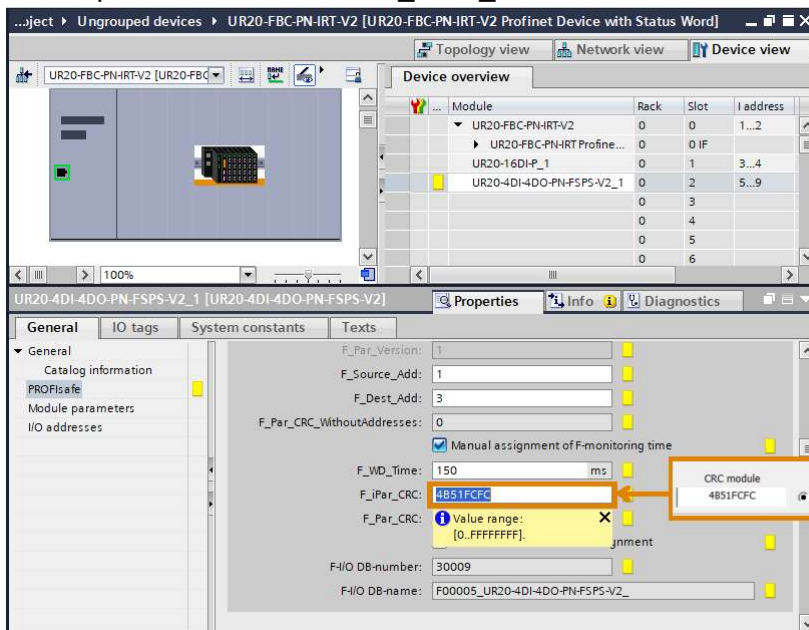 ...ject ▸ Ungrouped devices ▸ UR20-FBC-PN-IRT-V2 [UR20-FBC-PN-IRT-V2 Profinet Device with Status Word]
Topology view Network view Device view
UR20-FBC-PN-IRT-V2 [UR20-FBC
Device overview
... Module Rack Slot I address
UR20-FBC-PN-IRT-V2 0 0 1...2
UR20-FBC-PN-IRT Profine... 0 0 IF
UR20-16DI-P_1 0 1 3...4
UR20-4DI-4DO-PN-FSPS-V2_1 0 2 5...9
0 3
0 4
0 5
0 6
100%
UR20-4DI-4DO-PN-FSPS-V2_1 [UR20-4DI-4DO-PN-FSPS-V2]
Properties Info Diagnostics
General IO tags System constants Texts
General
Catalog information
PROFIsafe
Module parameters
I/O addresses
F_Par_Version: 1
F_Source_Add: 1
F_Dest_Add: 3
F_Par_CRC_WithoutAddresses: 0
Manual assignment of F-monitoring time
F_WD_Time: 150 ms
F_iPar_CRC: 4B51FCFC
CRC module
4B51FCFC
F_Par_CRC:
Value range:
[0..FFFFFFFF].
gnment
F-I/O DB-number: 30009
F-I/O DB-name: F00005_UR20-4DI-4DO-PN-FSPS-V2_